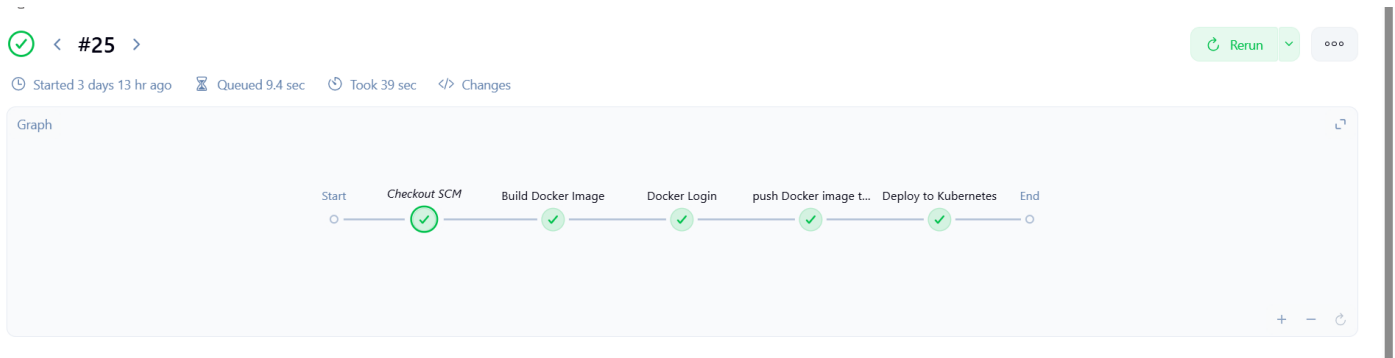 #25
Rerun
Started 3 days 13 hr ago Queued 9.4 sec Took 39 sec Changes
Graph
Start Checkout SCM Build Docker Image Docker Login push Docker image t... Deploy to Kubernetes End